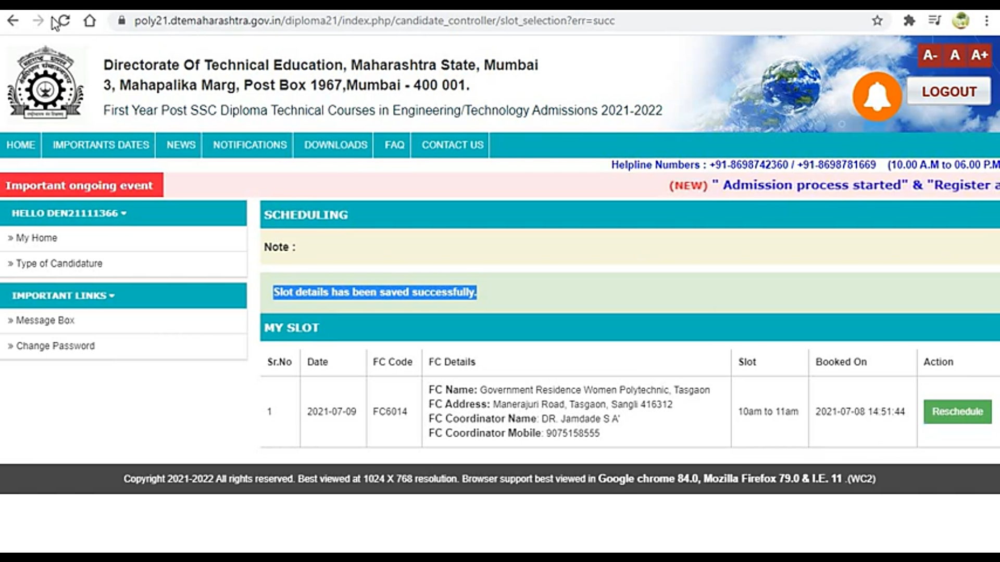 poly21.dtemaharashtra.gov.in/diploma21/index.php/candidate_controller/slot_selection?err=succ
Directorate Of Technical Education, Maharashtra State, Mumbai
3, Mahapalika Marg, Post Box 1967,Mumbai - 400 001.
First Year Post SSC Diploma Technical Courses in Engineering/Technology Admissions 2021-2022
A- A A+
LOGOUT
HOME IMPORTANTS DATES NEWS NOTIFICATIONS DOWNLOADS FAQ CONTACT US
Helpline Numbers : +91-8698742360 / +91-8698781669 (10.00 A.M to 06.00 P.M
Important ongoing event
(NEW) " Admission process started" & "Register a
HELLO DEN21111366
» My Home
» Type of Candidature
IMPORTANT LINKS
» Message Box
» Change Password
SCHEDULING
Note :
Slot details has been saved successfully.
MY SLOT
Sr.No Date FC Code FC Details Slot Booked On Action
1 2021-07-09 FC6014
FC Name: Government Residence Women Polytechnic, Tasgaon
FC Address: Manerajuri Road, Tasgaon, Sangli 416312
FC Coordinator Name: DR. Jamdade S A'
FC Coordinator Mobile: 9075158555
10am to 11am 2021-07-08 14:51:44 Reschedule
Copyright 2021-2022 All rights reserved. Best viewed at 1024 X 768 resolution. Browser support best viewed in Google chrome 84.0, Mozilla Firefox 79.0 & I.E. 11 .(WC2)